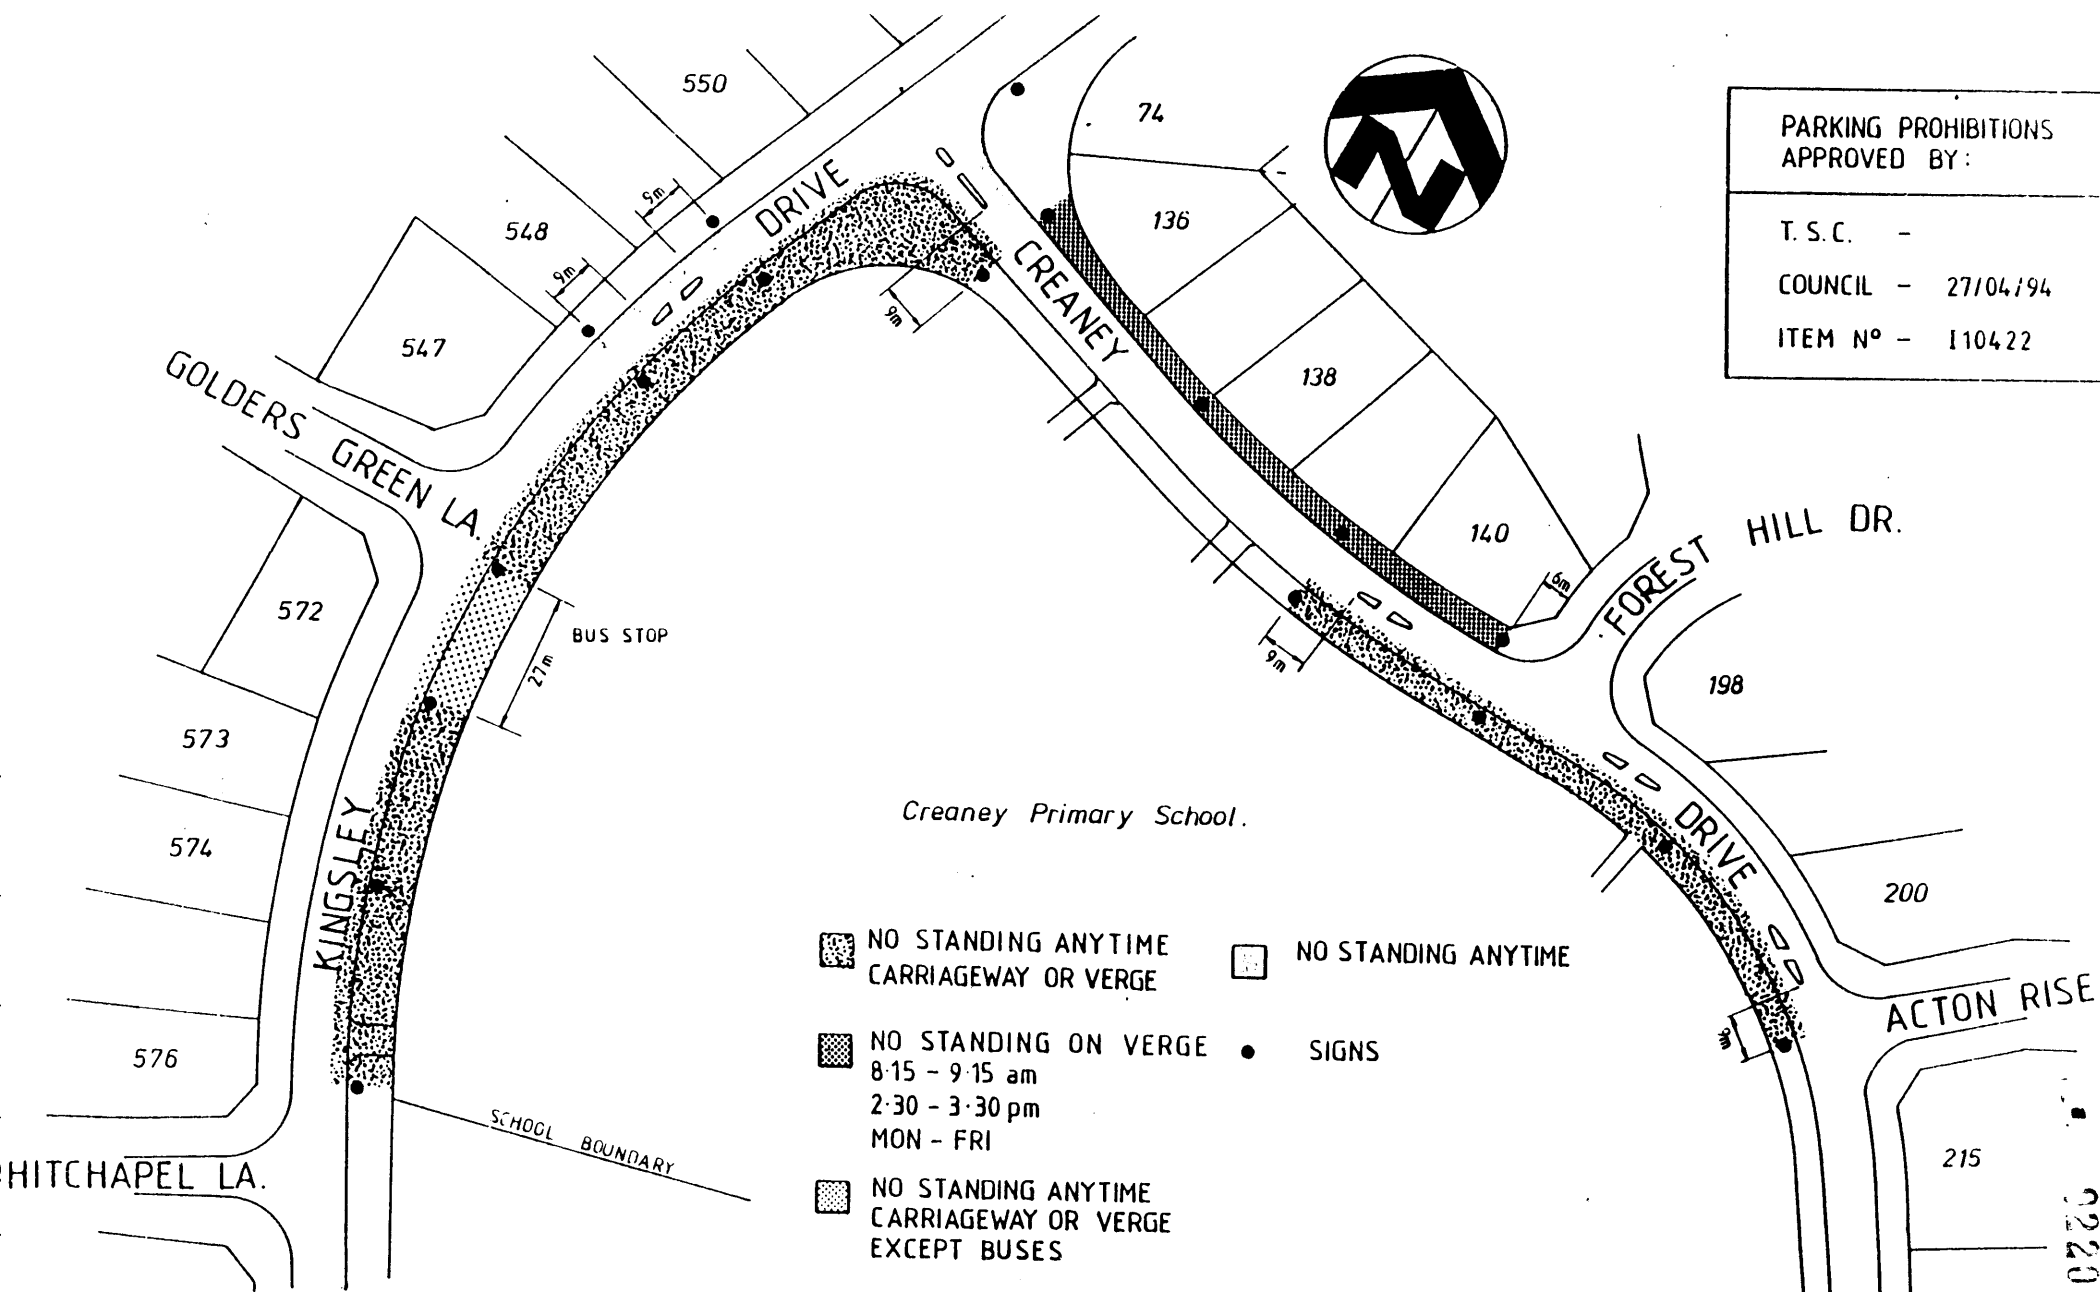 550
74
PARKING PROHIBITIONS
APPROVED BY:
T. S. C. -
COUNCIL - 27/04/94
ITEM Nº - I10422
9m
DRIVE
548
136
9m
CREANEY
9m
547
138
GOLDERS GREEN LA.
140
FOREST HILL DR.
6m
572
BUS STOP
27m
9m
198
573
KINGSLEY
574
Creaney Primary School.
DRIVE
200
NO STANDING ANYTIME
CARRIAGEWAY OR VERGE
NO STANDING ANYTIME
ACTON RISE
9m
NO STANDING ON VERGE
8·15 - 9·15 am
2·30 - 3·30 pm
MON - FRI
SIGNS
576
SCHOOL BOUNDARY
HITCHAPEL LA.
215
NO STANDING ANYTIME
CARRIAGEWAY OR VERGE
EXCEPT BUSES